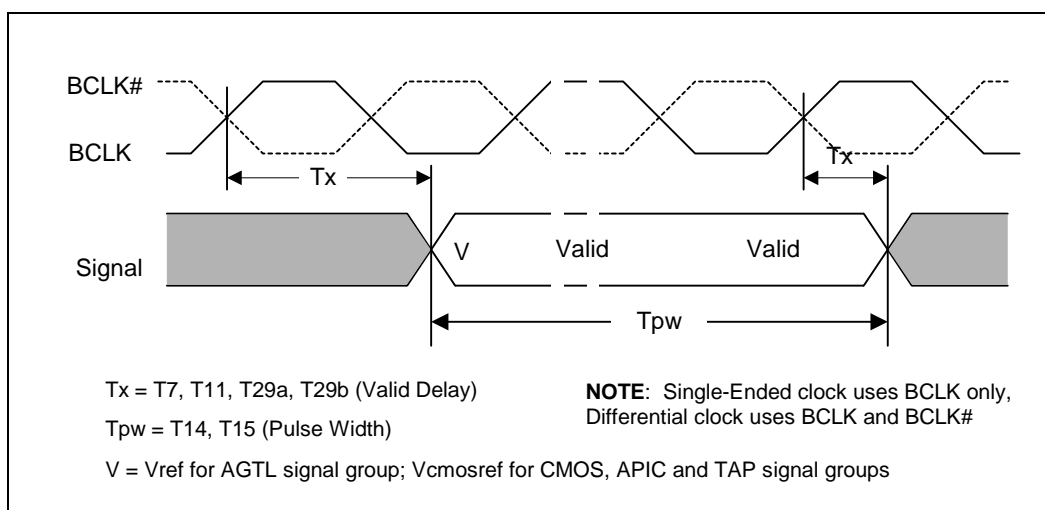 BCLK#
BCLK
Tx
Tx
Signal
V
Valid
Valid
Tpw
Tx = T7, T11, T29a, T29b (Valid Delay)
Tpw = T14, T15 (Pulse Width)
V = Vref for AGTL signal group; Vcmosref for CMOS, APIC and TAP signal groups
NOTE: Single-Ended clock uses BCLK only,
Differential clock uses BCLK and BCLK#